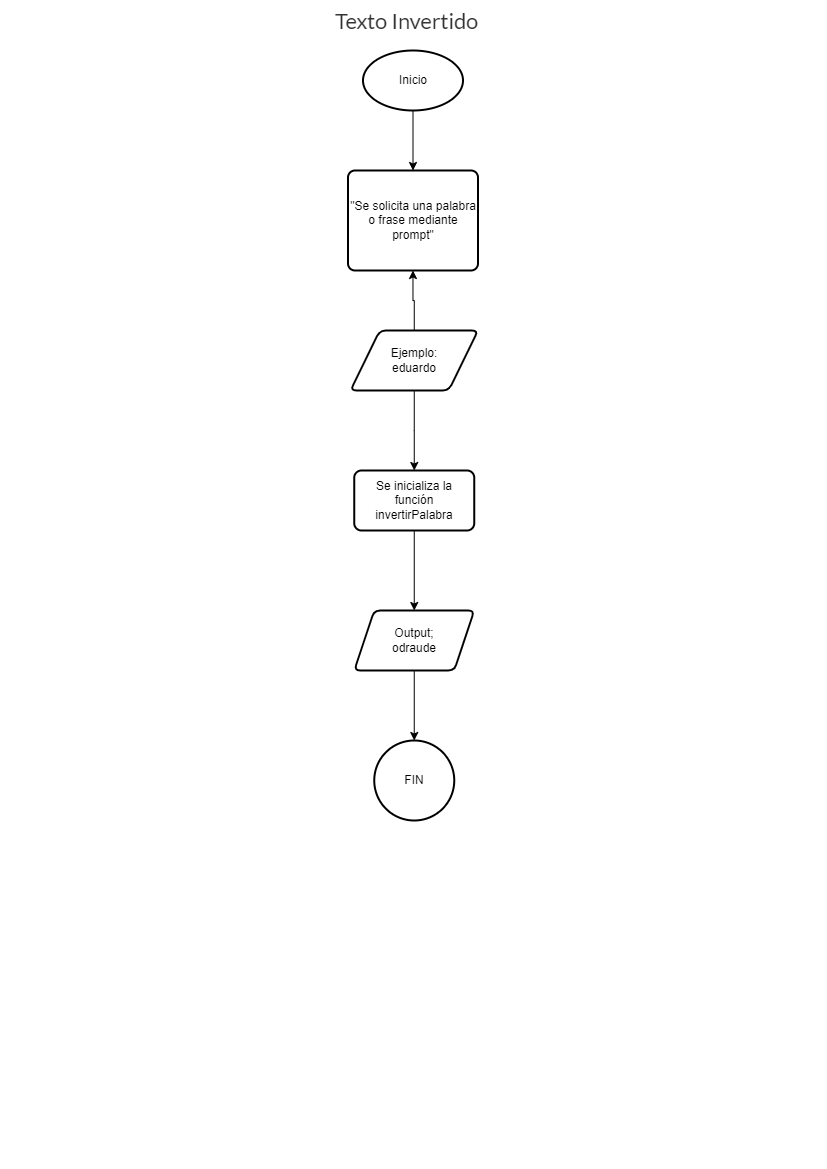 Texto Invertido
Inicio
"Se solicita una palabra
o frase mediante
prompt"
Ejemplo:
eduardo
Se inicializa la
función
invertirPalabra
Output;
odraude
FIN